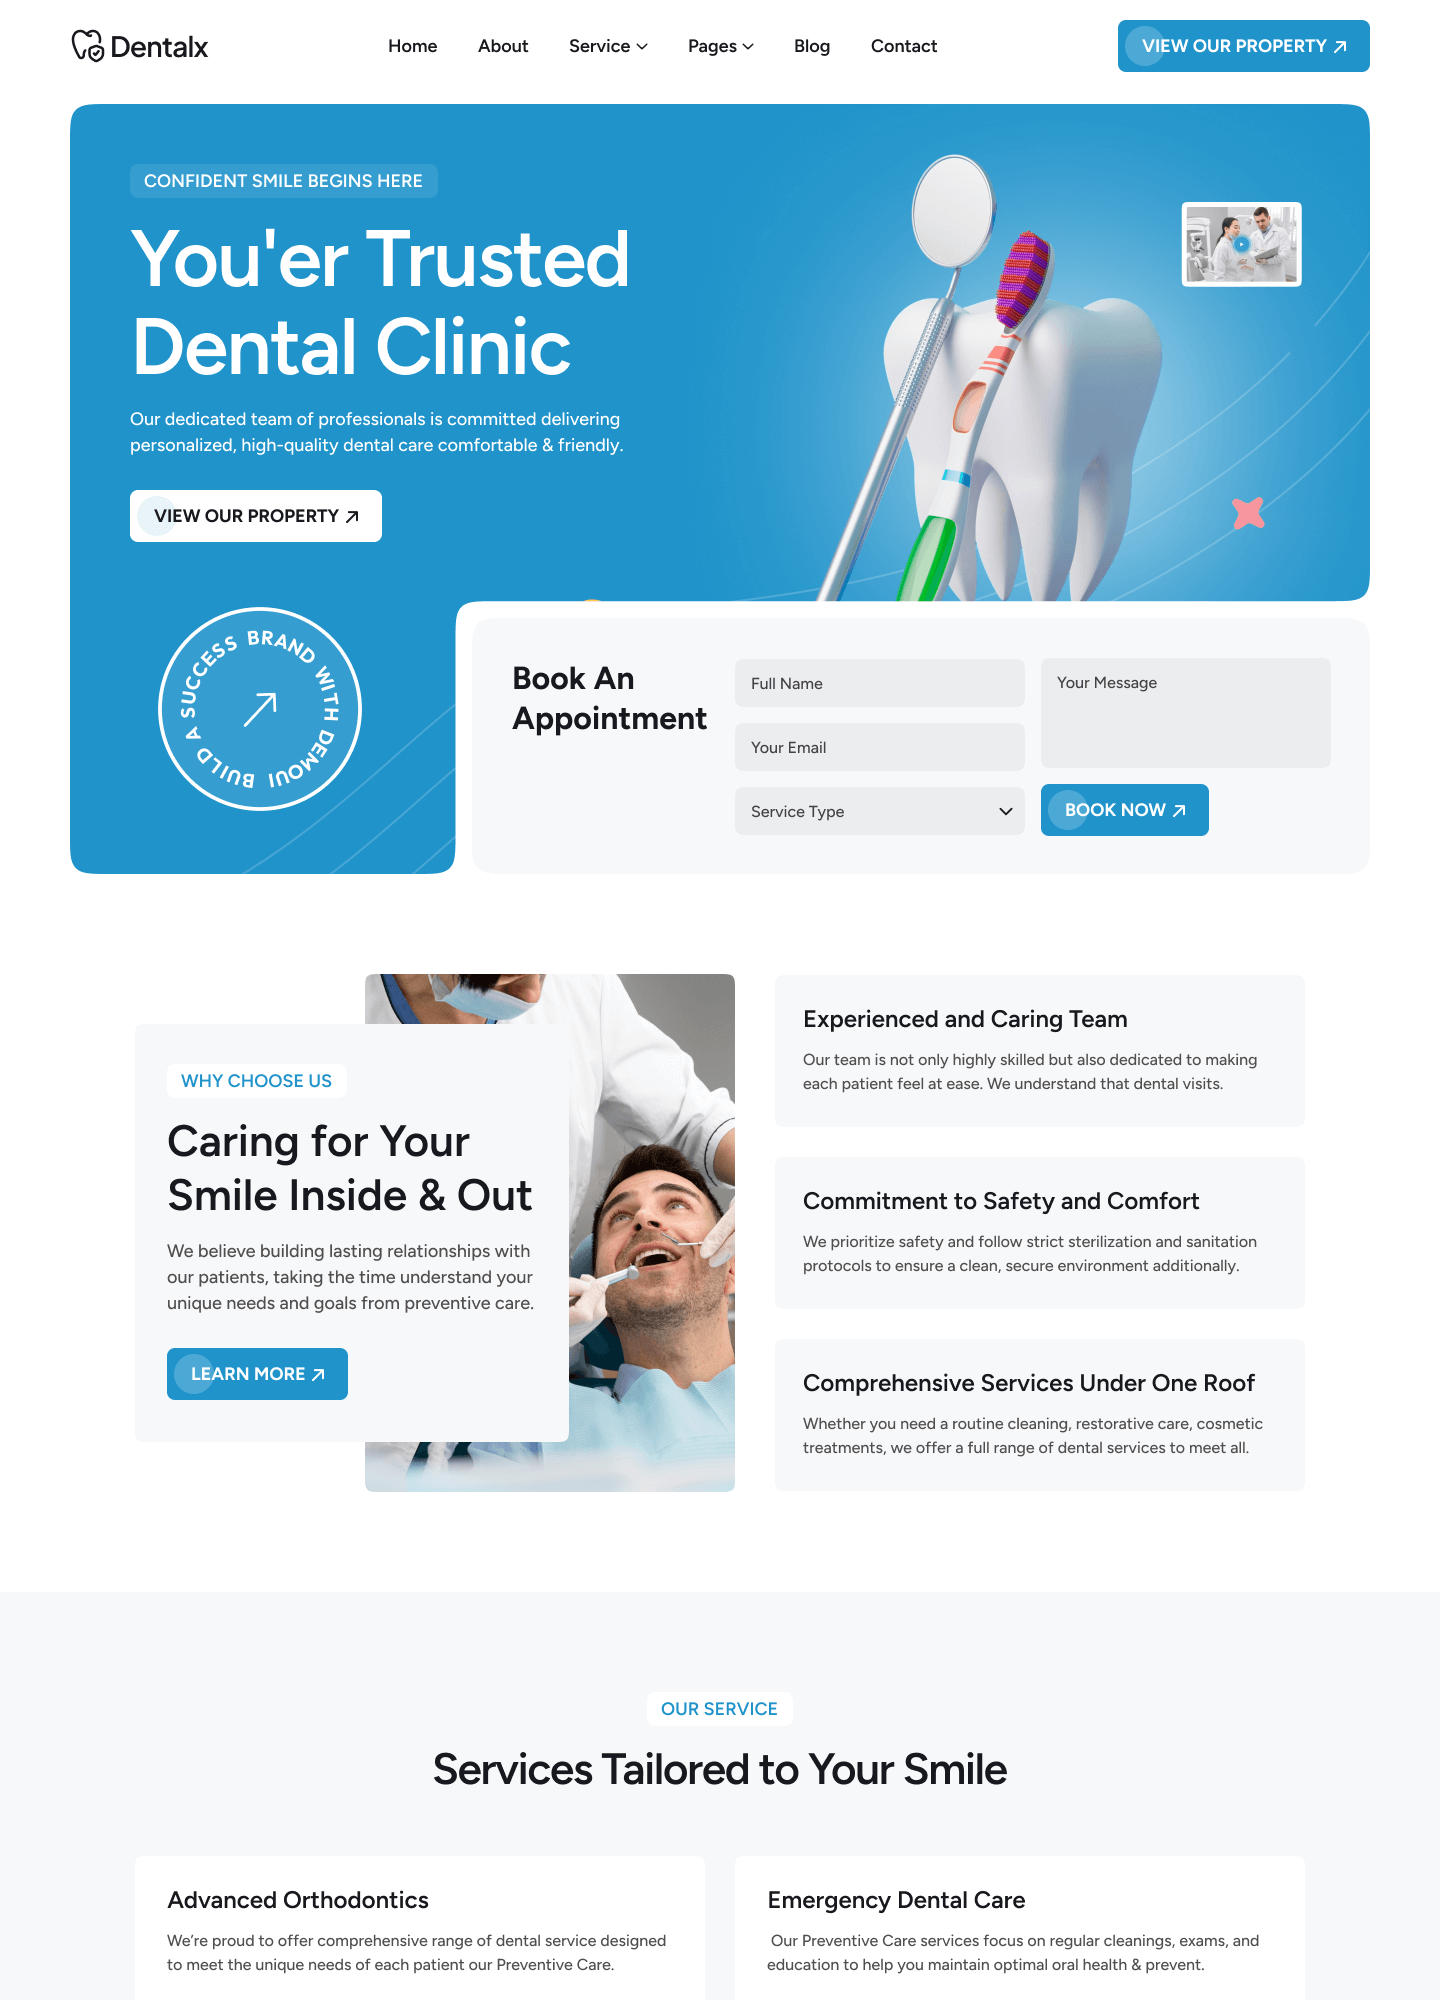 Dentalx
Home
About
Service
Pages
Blog
Contact
VIEW OUR PROPERTY
CONFIDENT SMILE BEGINS HERE
You'er Trusted
Dental Clinic
Our dedicated team of professionals is committed delivering
personalized, high-quality dental care comfortable & friendly.
VIEW OUR PROPERTY
BUILD A SUCCESS BRAND WITH DEMOUI
Book An
Appointment
Full Name
Your Email
Service Type
Your Message
BOOK NOW
WHY CHOOSE US
Caring for Your
Smile Inside & Out
We believe building lasting relationships with
our patients, taking the time understand your
unique needs and goals from preventive care.
LEARN MORE
Experienced and Caring Team
Our team is not only highly skilled but also dedicated to making
each patient feel at ease. We understand that dental visits.
Commitment to Safety and Comfort
We prioritize safety and follow strict sterilization and sanitation
protocols to ensure a clean, secure environment additionally.
Comprehensive Services Under One Roof
Whether you need a routine cleaning, restorative care, cosmetic
treatments, we offer a full range of dental services to meet all.
OUR SERVICE
Services Tailored to Your Smile
Advanced Orthodontics
We’re proud to offer comprehensive range of dental service designed
to meet the unique needs of each patient our Preventive Care.
Emergency Dental Care
Our Preventive Care services focus on regular cleanings, exams, and
education to help you maintain optimal oral health & prevent.